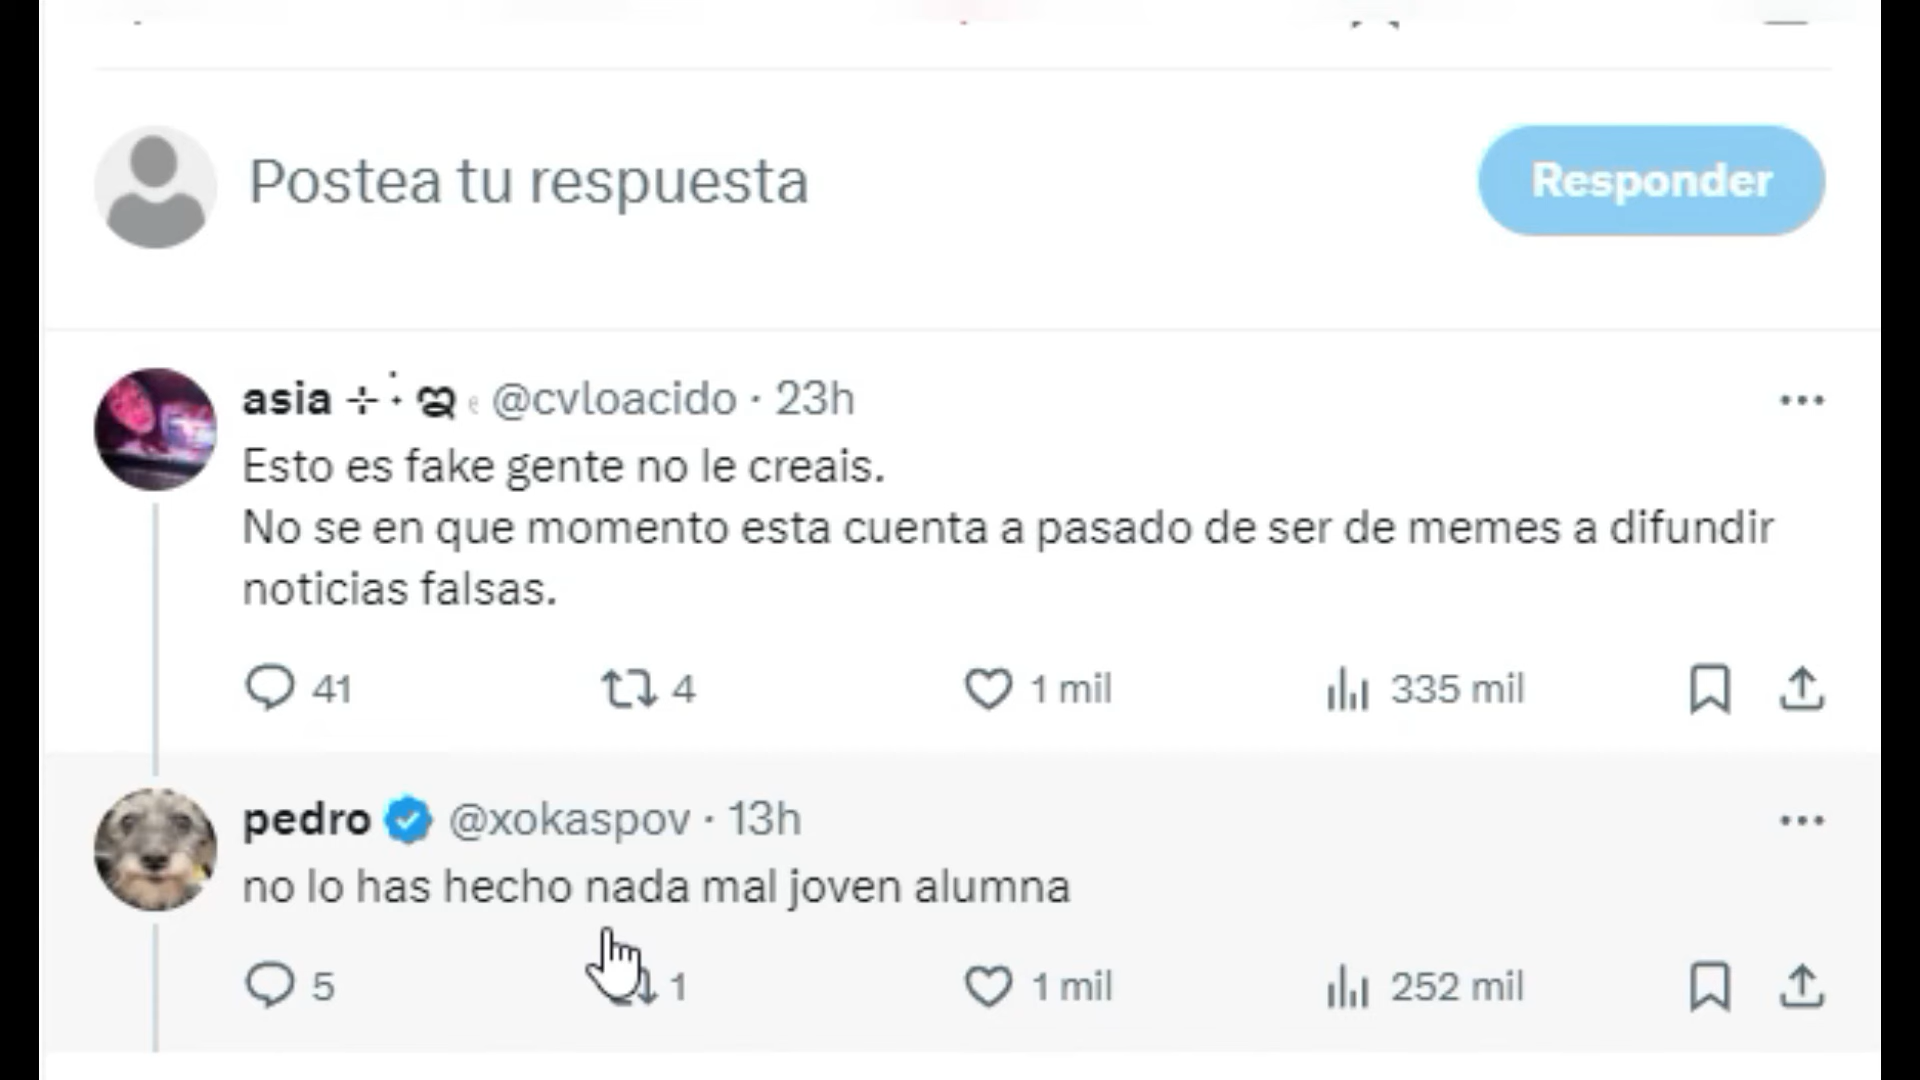 Postea tu respuesta
Responder
asia ⊹ ࣪ ˖ ஐ @cvloacido · 23h
Esto es fake gente no le creais.
No se en que momento esta cuenta a pasado de ser de memes a difundir
noticias falsas.
41 4 1 mil 335 mil
pedro @xokaspov · 13h
no lo has hecho nada mal joven alumna
5 1 1 mil 252 mil